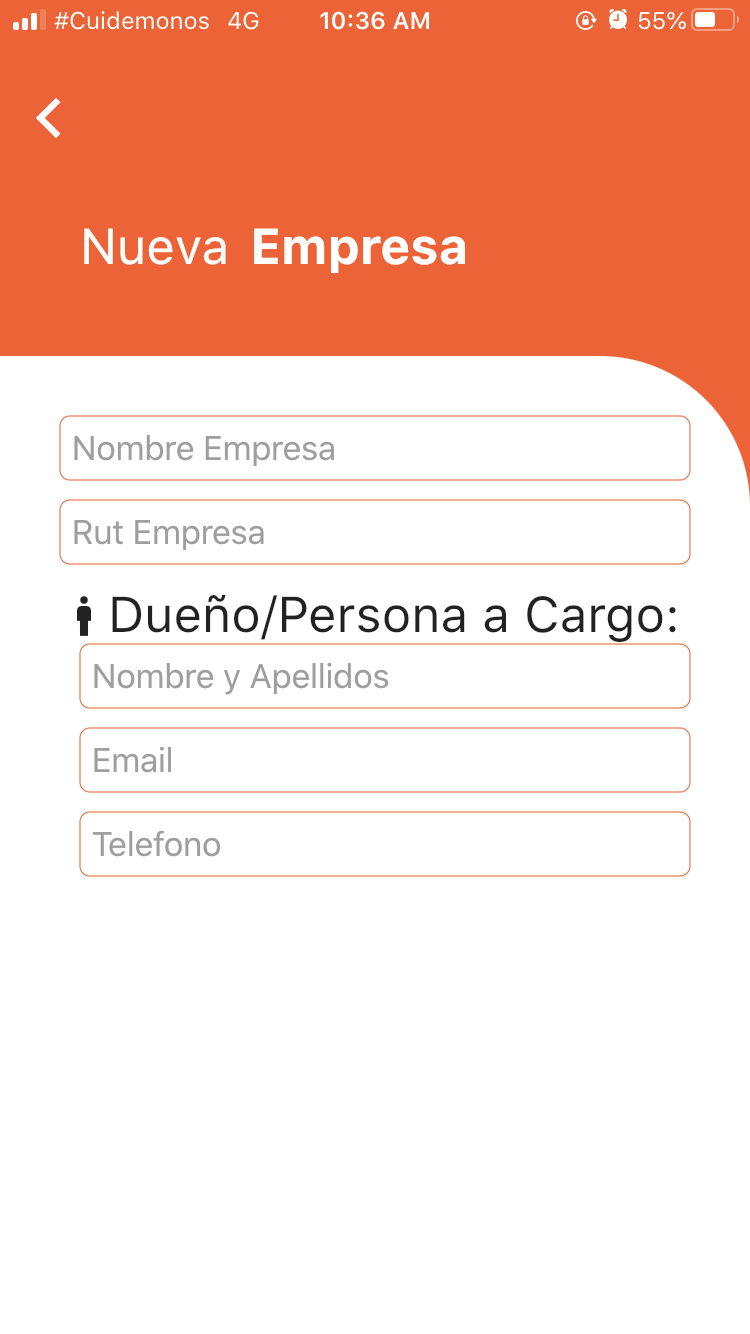 #Cuidemonos 4G 10:36 AM 55%
Nueva Empresa
Nombre Empresa
Rut Empresa
Dueño/Persona a Cargo:
Nombre y Apellidos
Email
Telefono